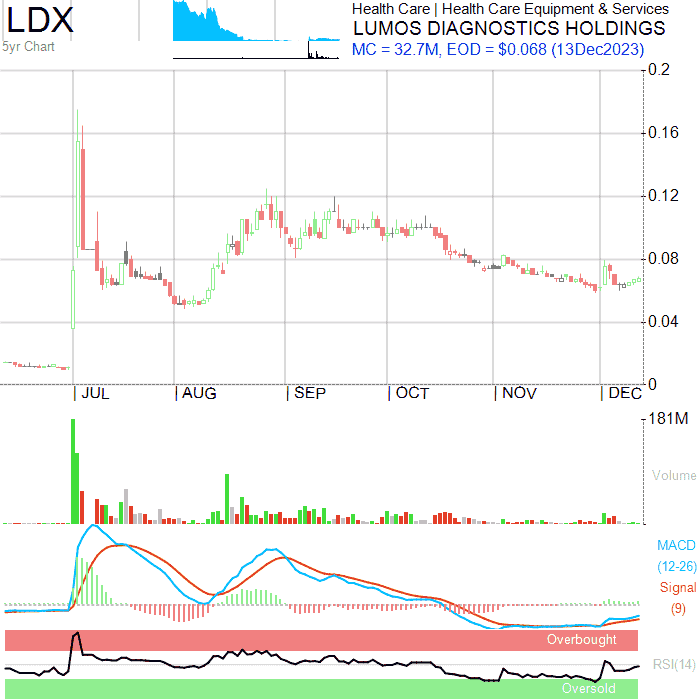 LDX
5yr Chart
Health Care | Health Care Equipment & Services
LUMOS DIAGNOSTICS HOLDINGS
MC = 32.7M, EOD = $0.068 (13Dec2023)
0.2
0.16
0.12
0.08
0.04
0
| JUL | AUG | SEP | OCT | NOV | DEC
181M
Volume
MACD
(12-26)
Signal
(9)
Overbought
RSI(14)
Oversold